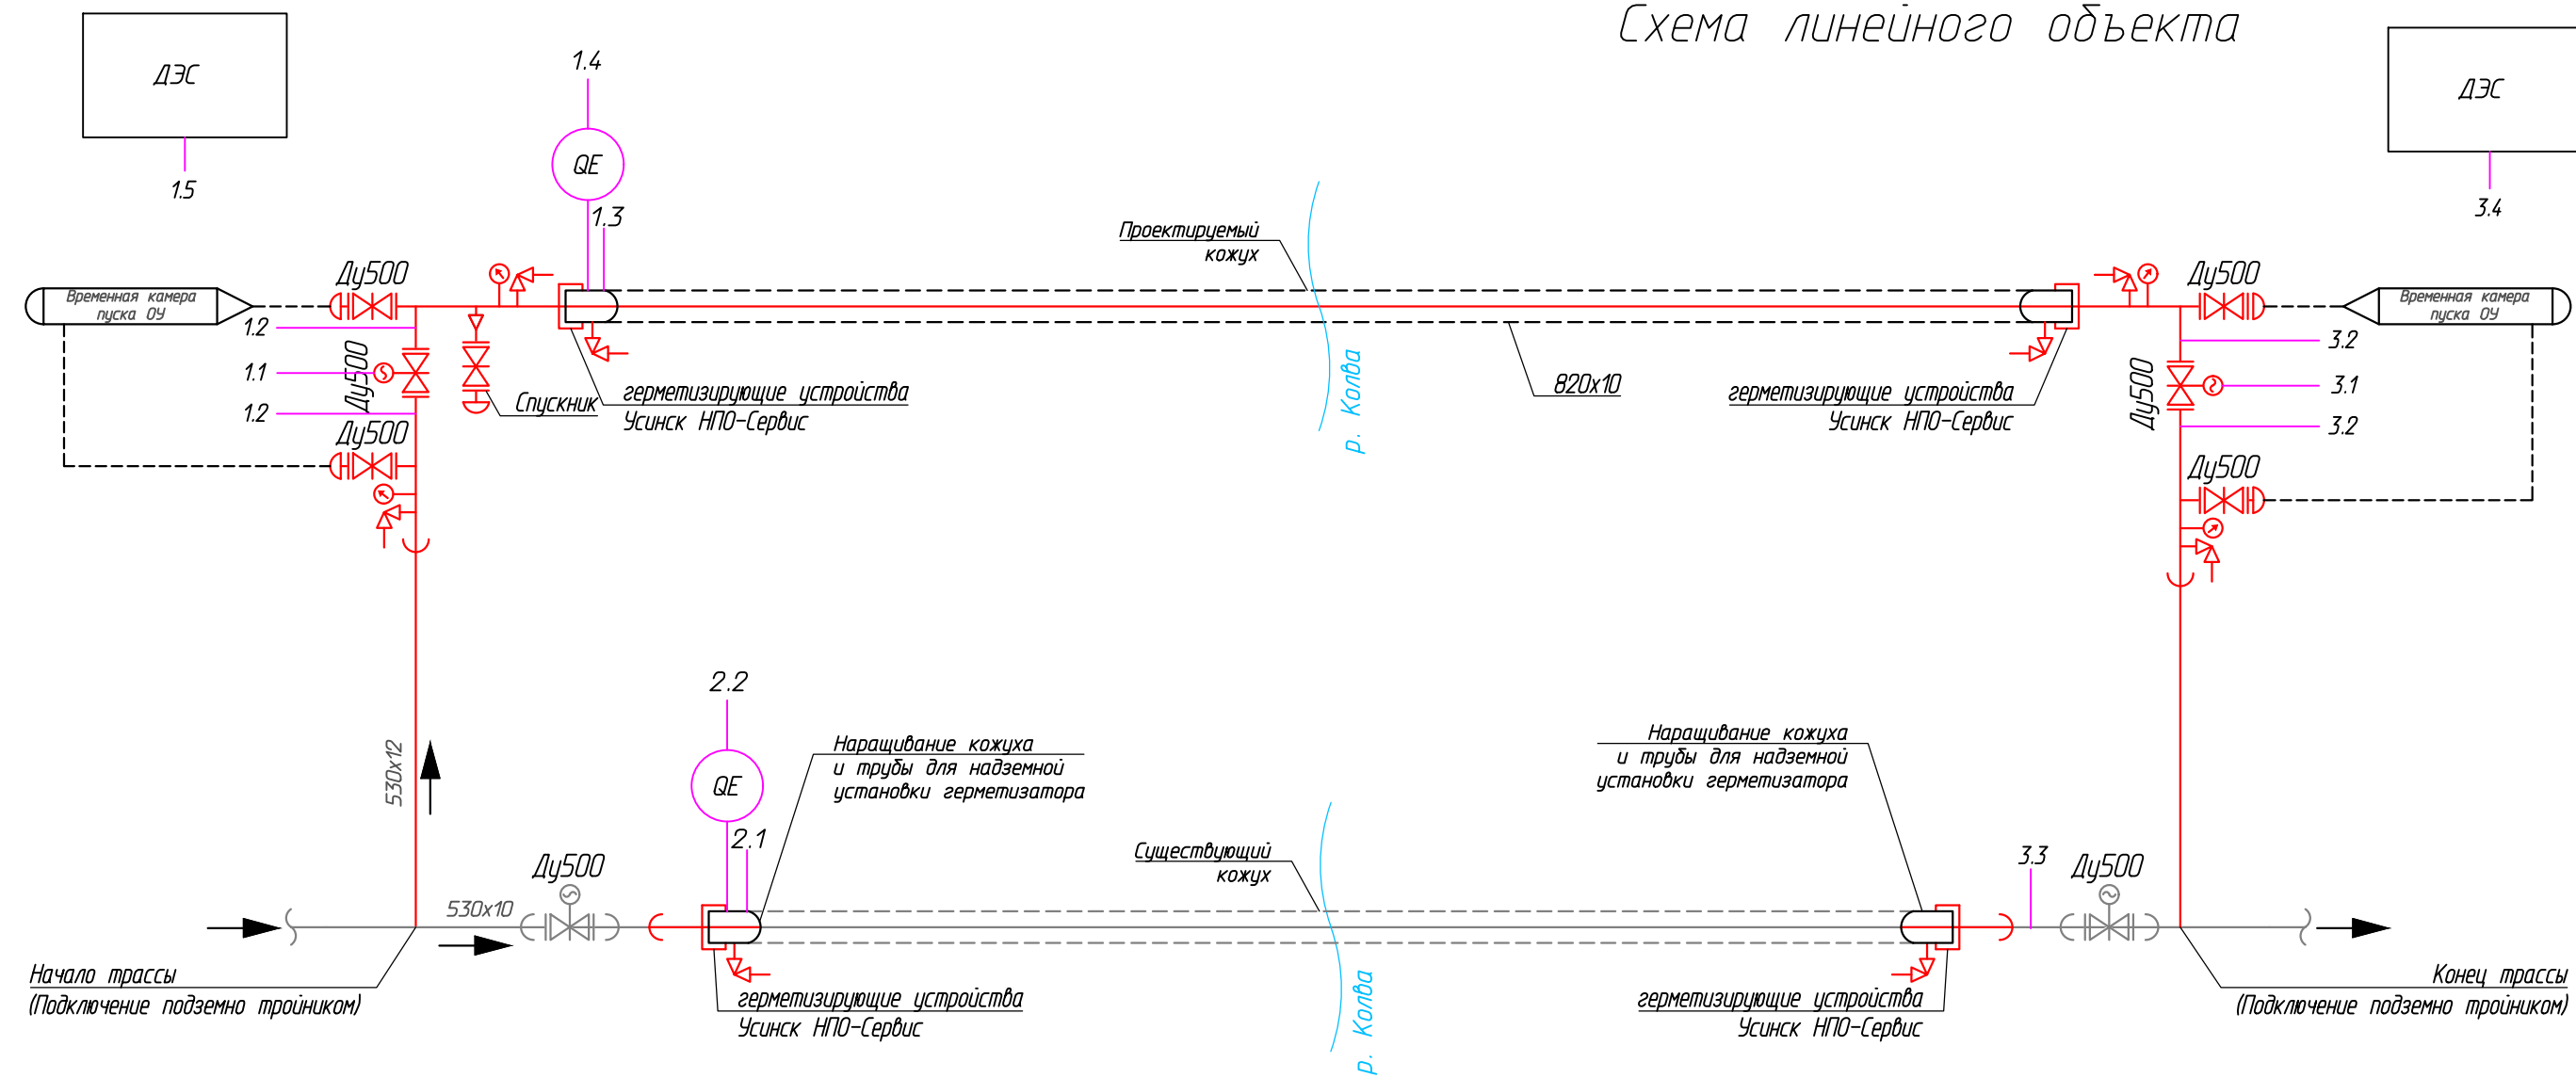 Схема линейного объекта
ДЭС
1.5
1.4
QE
1.3
ДЭС
3.4
Проектируемый
кожух
Временная камера
пуска ОУ
Ду500
1.2
1.1
Ду500
1.2
Ду500
Спускник
герметизирующие устройства
Усинск НПО-Сервис
р. Колва
820х10
герметизирующие устройства
Усинск НПО-Сервис
Ду500
Временная камера
пуска ОУ
3.2
3.1
Ду500
3.2
Ду500
530х12
2.2
QE
2.1
Наращивание кожуха
и трубы для надземной
установки герметизатора
Наращивание кожуха
и трубы для надземной
установки герметизатора
Существующий
кожух
530х10
Ду500
3.3
Ду500
Начало трассы
(Подключение подземно тройником)
герметизирующие устройства
Усинск НПО-Сервис
р. Колва
герметизирующие устройства
Усинск НПО-Сервис
Конец трассы
(Подключение подземно тройником)